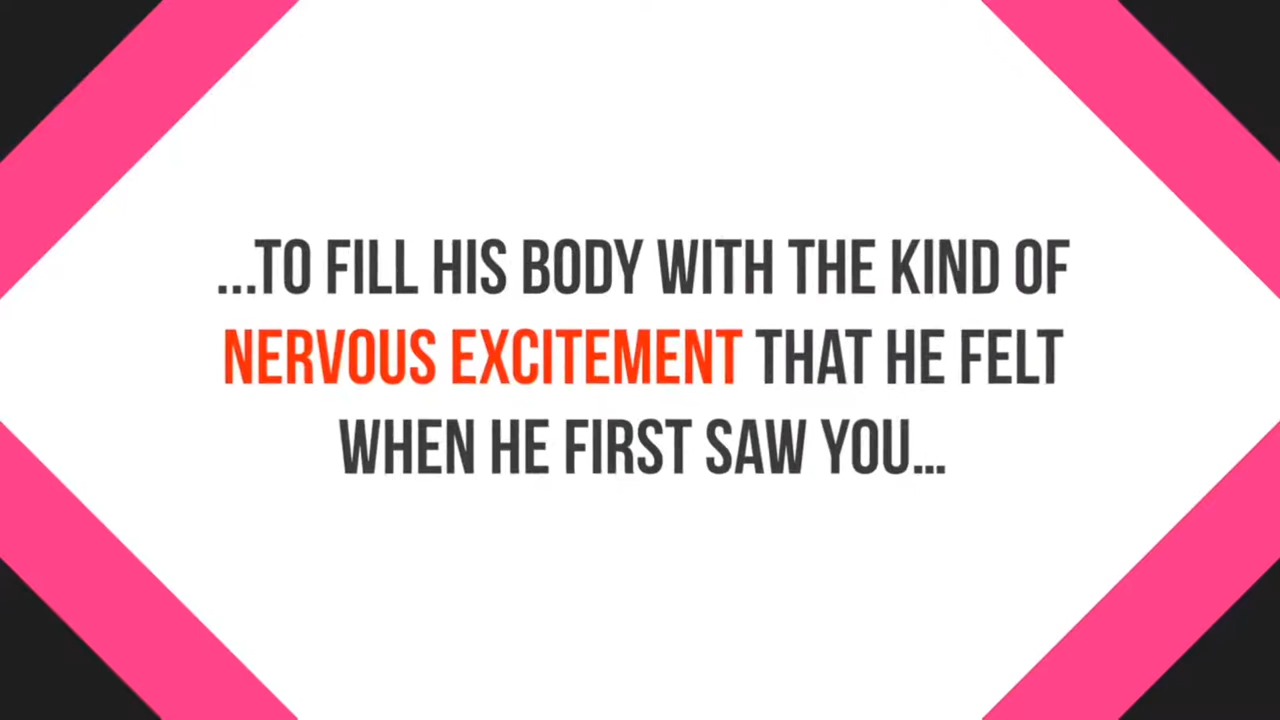 ...TO FILL HIS BODY WITH THE KIND OF
NERVOUS EXCITEMENT THAT HE FELT
WHEN HE FIRST SAW YOU...